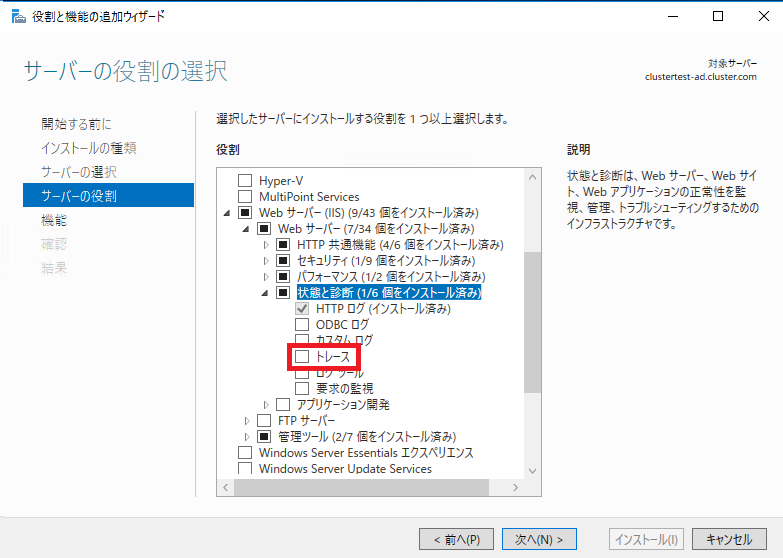 役割と機能の追加ウィザード
サーバーの役割の選択
対象サーバー
clustertest-ad.cluster.com
開始する前に
インストールの種類
サーバーの選択
サーバーの役割
機能
確認
結果
選択したサーバーにインストールする役割を 1 つ以上選択します。
役割
Hyper-V
MultiPoint Services
Web サーバー (IIS) (9/43 個をインストール済み)
Web サーバー (7/34 個をインストール済み)
HTTP 共通機能 (4/6 個をインストール済み)
セキュリティ (1/9 個をインストール済み)
パフォーマンス (1/2 個をインストール済み)
状態と診断 (1/6 個をインストール済み)
HTTP ログ (インストール済み)
ODBC ログ
カスタム ログ
トレース
ログ ツール
要求の監視
アプリケーション開発
FTP サーバー
管理ツール (2/7 個をインストール済み)
Windows Server Essentials エクスペリエンス
Windows Server Update Services
説明
状態と診断は、Web サーバー、Web サイ
ト、Web アプリケーションの正常性を監
視、管理、トラブルシューティングするための
インフラストラクチャです。
< 前へ(P)
次へ(N) >
インストール(I)
キャンセル